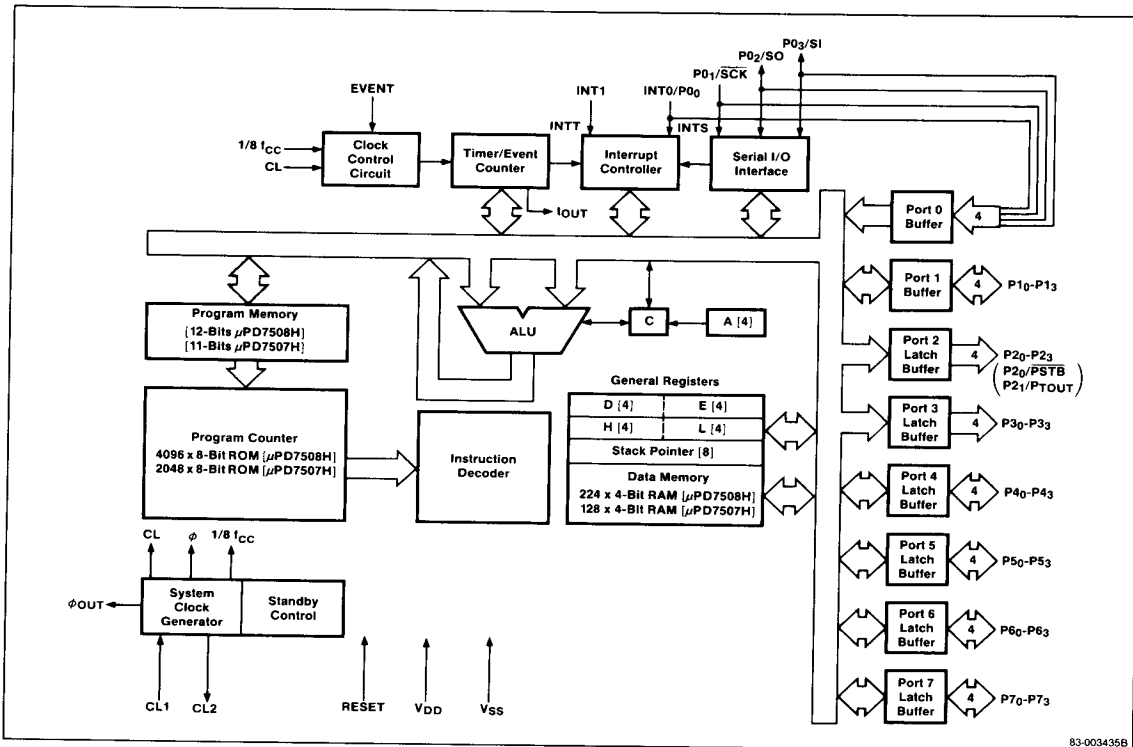 P03/SI
P02/SO
P01/SCK
EVENT
INT1
INT0/P00
INTT
INTS
1/8 fCC
CL
Clock
Control
Circuit
Timer/Event
Counter
Interrupt
Controller
Serial I/O
Interface
tOUT
Port 0
Buffer
4
Port 1
Buffer
4
P10-P13
Program Memory
[12-Bits μPD7508H]
[11-Bits μPD7507H]
ALU
C
A [4]
Port 2
Latch
Buffer
4
P20-P23
(P20/PSTB
P21/PTOUT)
General Registers
D [4]
E [4]
H [4]
L [4]
Stack Pointer [8]
Data Memory
224 x 4-Bit RAM [μPD7508H]
128 x 4-Bit RAM [μPD7507H]
Program Counter
4096 x 8-Bit ROM [μPD7508H]
2048 x 8-Bit ROM [μPD7507H]
Instruction
Decoder
Port 3
Latch
Buffer
4
P30-P33
Port 4
Latch
Buffer
4
P40-P43
Port 5
Latch
Buffer
4
P50-P53
Port 6
Latch
Buffer
4
P60-P63
Port 7
Latch
Buffer
4
P70-P73
CL
ϕ
1/8 fCC
ϕOUT
System
Clock
Generator
Standby
Control
CL1
CL2
RESET
VDD
VSS
83-003435B